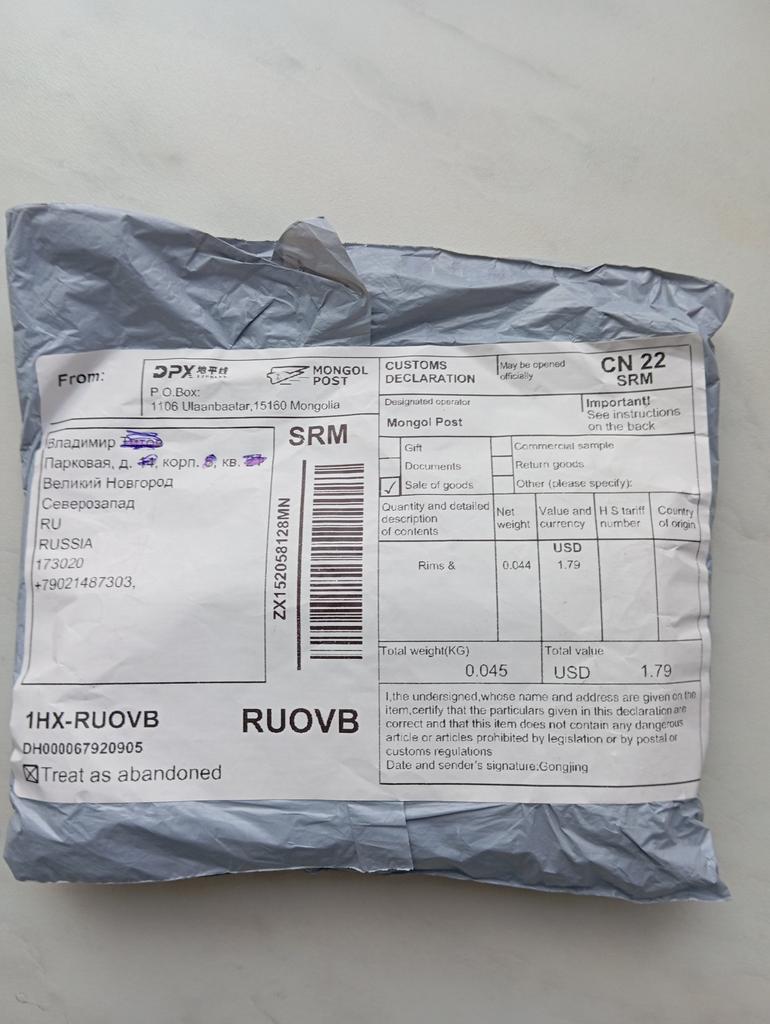 From:
DPX 地平线
MONGOL
POST
P.O.Box:
1106 Ulaanbaatar,15160 Mongolia
Владимир
Парковая, д. , корп. , кв.
Великий Новгород
Северозапад
RU
RUSSIA
173020
+79021487303,
SRM
ZX152058128MN
1HX-RUOVB
RUOVB
DH000067920905
Treat as abandoned
CUSTOMS
DECLARATION
May be opened
officially
CN 22
SRM
Designated operator
Mongol Post
Important!
See instructions
on the back
Gift
Commercial sample
Documents
Return goods
Sale of goods
Other (please specify):
Quantity and detailed
description
of contents
Net
weight
Value and
currency
H S tariff
number
Country
of origin
USD
Rims & 0.044 1.79
Total weight(KG)
0.045
Total value
USD 1.79
I,the undersigned,whose name and address are given on the
item,certify that the particulars given in this declaration are
correct and that this item does not contain any dangerous
article or articles prohibited by legislation or by postal or
customs regulations
Date and sender's signature:Gongjing